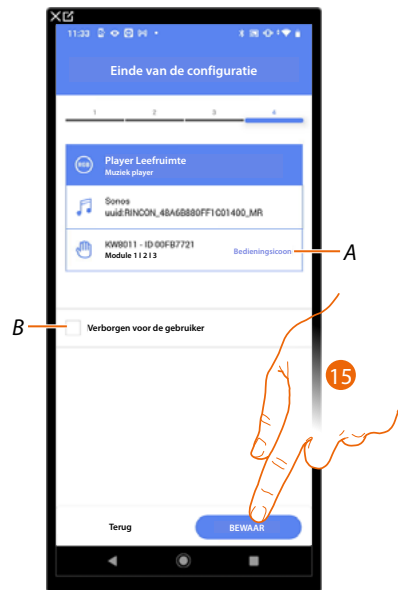 11:33
Einde van de configuratie
1 2 3 4
Player Leefruimte
Muziek player
Sonos
uuid:RINCON_48A6B880FF1C01400_MR
KW8011 - ID 00FB7721
Module 1 I 2 I 3
Bedieningsicoon
A
B
Verborgen voor de gebruiker
15
Terug
BEWAAR